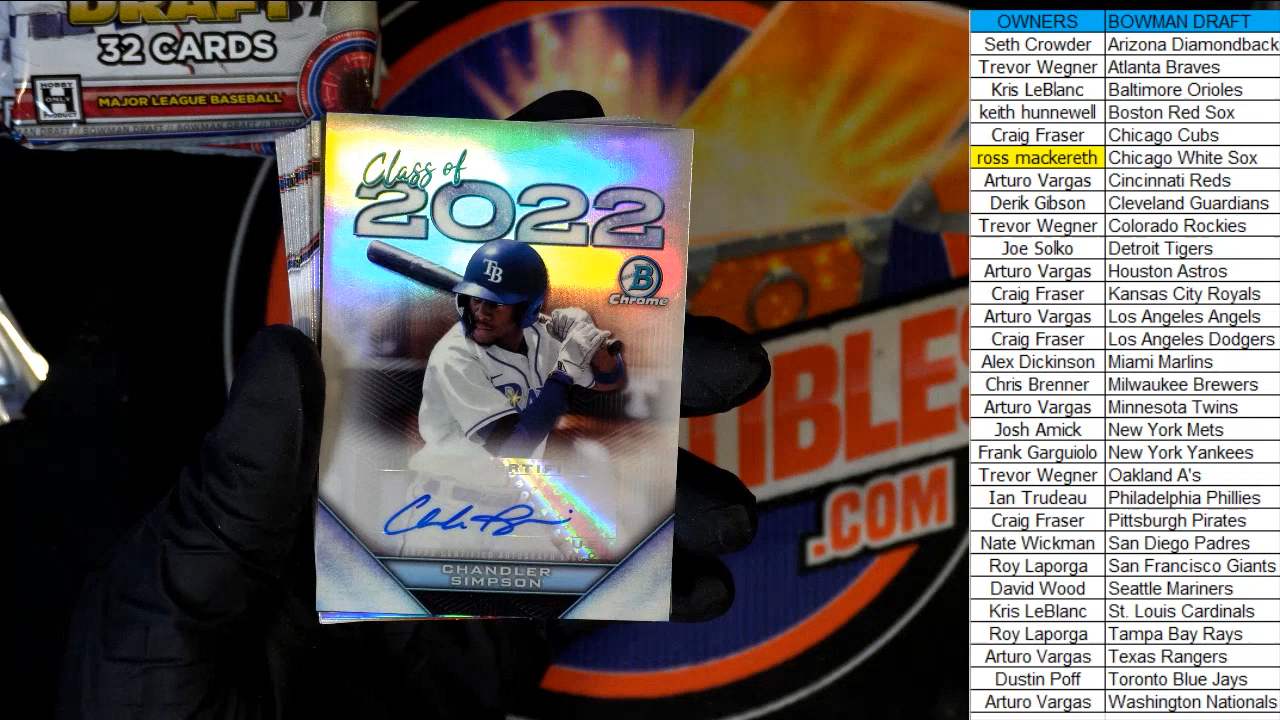 DRAFT
32 CARDS
HOBBY
H
ONLY
PRODUCT
MAJOR LEAGUE BASEBALL
Class of
2022
TB
B
Chrome
CHANDLER
SIMPSON
TIBLES
.COM
OWNERS BOWMAN DRAFT
Seth Crowder Arizona Diamondback
Trevor Wegner Atlanta Braves
Kris LeBlanc Baltimore Orioles
keith hunnewell Boston Red Sox
Craig Fraser Chicago Cubs
ross mackereth Chicago White Sox
Arturo Vargas Cincinnati Reds
Derik Gibson Cleveland Guardians
Trevor Wegner Colorado Rockies
Joe Solko Detroit Tigers
Arturo Vargas Houston Astros
Craig Fraser Kansas City Royals
Arturo Vargas Los Angeles Angels
Craig Fraser Los Angeles Dodgers
Alex Dickinson Miami Marlins
Chris Brenner Milwaukee Brewers
Arturo Vargas Minnesota Twins
Josh Amick New York Mets
Frank Garguiolo New York Yankees
Trevor Wegner Oakland A's
Ian Trudeau Philadelphia Phillies
Craig Fraser Pittsburgh Pirates
Nate Wickman San Diego Padres
Roy Laporga San Francisco Giants
David Wood Seattle Mariners
Kris LeBlanc St. Louis Cardinals
Roy Laporga Tampa Bay Rays
Arturo Vargas Texas Rangers
Dustin Poff Toronto Blue Jays
Arturo Vargas Washington Nationals